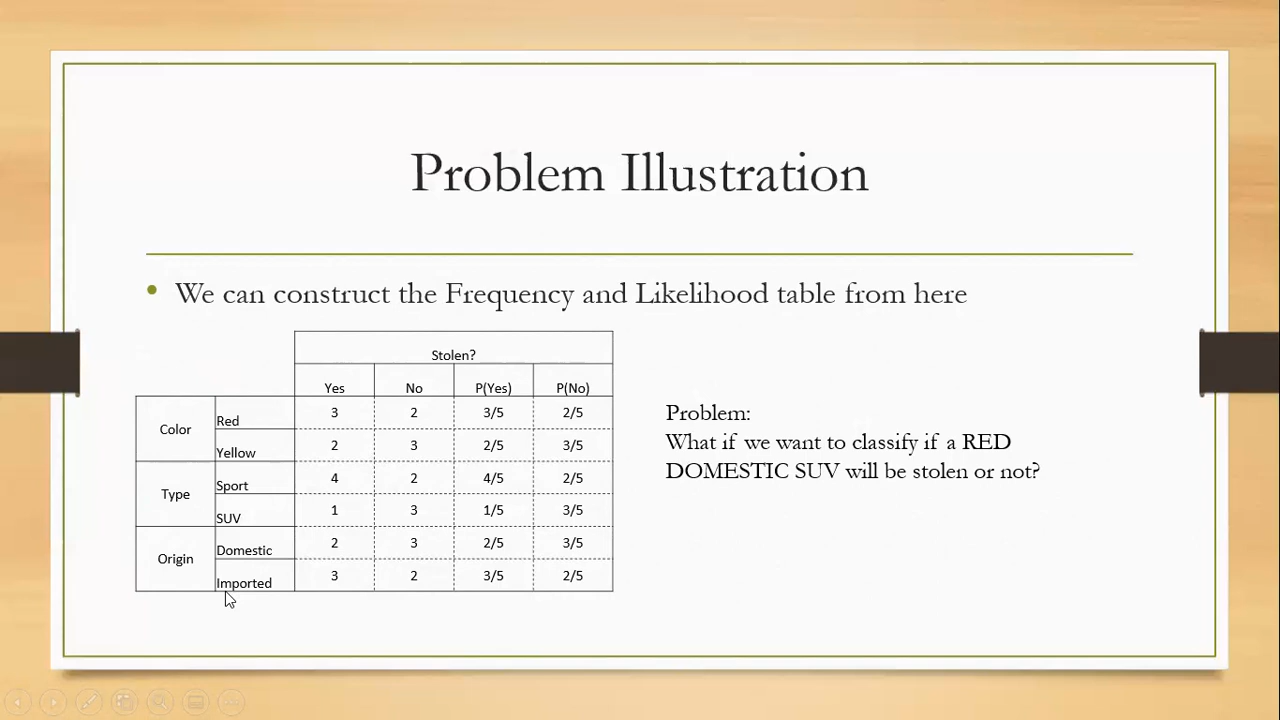 Problem Illustration
We can construct the Frequency and Likelihood table from here
Stolen?
Yes No P(Yes) P(No)
Color Red 3 2 3/5 2/5
Yellow 2 3 2/5 3/5
Type Sport 4 2 4/5 2/5
SUV 1 3 1/5 3/5
Origin Domestic 2 3 2/5 3/5
Imported 3 2 3/5 2/5
Problem:
What if we want to classify if a RED
DOMESTIC SUV will be stolen or not?